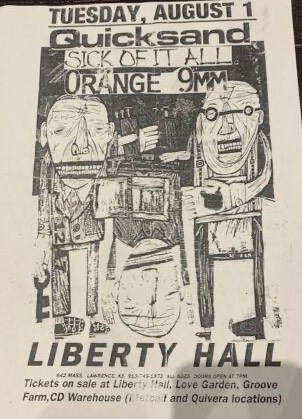 TUESDAY, AUGUST 1
Quicksand
SICK OF IT ALL
ORANGE 9MM
LIBERTY HALL
642 MASS. LAWRENCE, KS 913-749-1972 ALL AGES DOORS OPEN AT 7PM
Tickets on sale at Liberty Hall, Love Garden, Groove
Farm,CD Warehouse (Metcalf and Quivera locations)